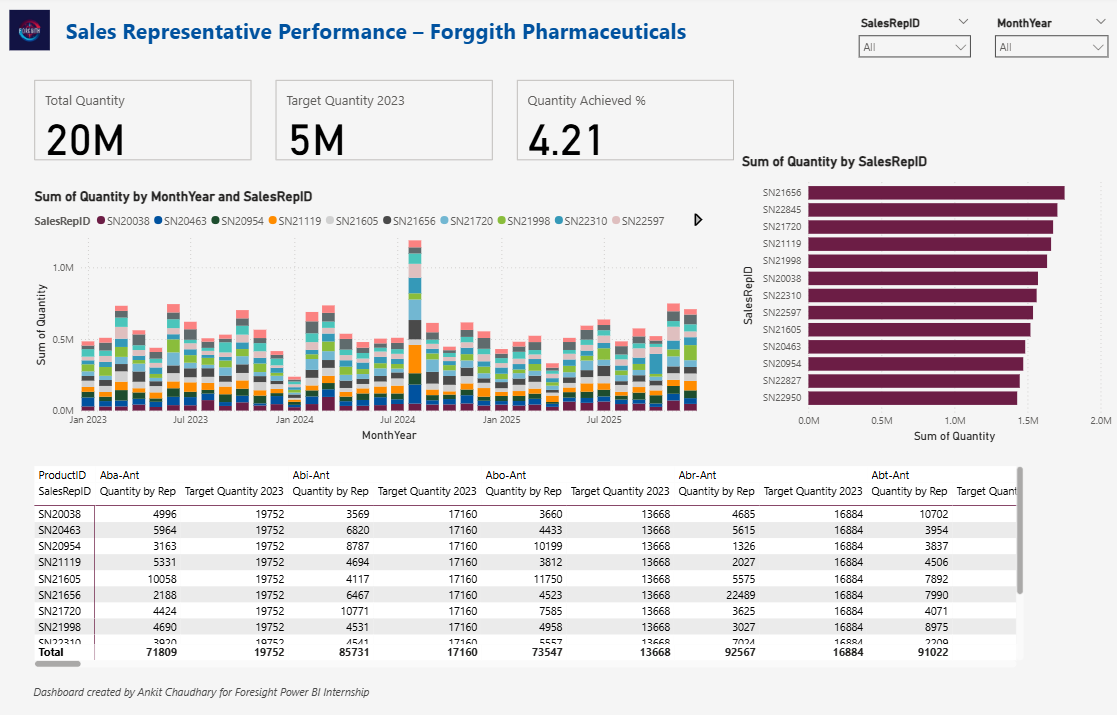 FORGGITH
Sales Representative Performance – Forggith Pharmaceuticals
SalesRepID MonthYear
All All
Total Quantity
20M
Target Quantity 2023
5M
Quantity Achieved %
4.21
Sum of Quantity by MonthYear and SalesRepID
SalesRepID SN20038 SN20463 SN20954 SN21119 SN21605 SN21656 SN21720 SN21998 SN22310 SN22597
Sum of Quantity
1.0M
0.5M
0.0M
Jan 2023 Jul 2023 Jan 2024 Jul 2024 Jan 2025 Jul 2025
MonthYear
Sum of Quantity by SalesRepID
SalesRepID
SN21656
SN22845
SN21720
SN21119
SN21998
SN20038
SN22310
SN22597
SN21605
SN20463
SN20954
SN22827
SN22950
0.0M 0.5M 1.0M 1.5M 2.0M
Sum of Quantity
ProductID Aba-Ant Abi-Ant Abo-Ant Abr-Ant Abt-Ant
SalesRepID Quantity by Rep Target Quantity 2023 Quantity by Rep Target Quantity 2023 Quantity by Rep Target Quantity 2023 Quantity by Rep Target Quantity 2023 Quantity by Rep Target Quant
SN20038 4996 19752 3569 17160 3660 13668 4685 16884 10702
SN20463 5964 19752 6820 17160 4433 13668 5615 16884 3954
SN20954 3163 19752 8787 17160 10199 13668 1326 16884 3837
SN21119 5331 19752 4694 17160 3812 13668 2027 16884 4506
SN21605 10058 19752 4117 17160 11750 13668 5575 16884 7892
SN21656 2188 19752 6467 17160 4523 13668 22489 16884 7990
SN21720 4424 19752 10771 17160 7585 13668 3625 16884 4071
SN21998 4690 19752 4531 17160 4958 13668 3027 16884 8975
SN22310 3920 19752 4541 17160 5557 13668 7024 16884 2209
Total 71809 19752 85731 17160 73547 13668 92567 16884 91022
Dashboard created by Ankit Chaudhary for Foresight Power BI Internship